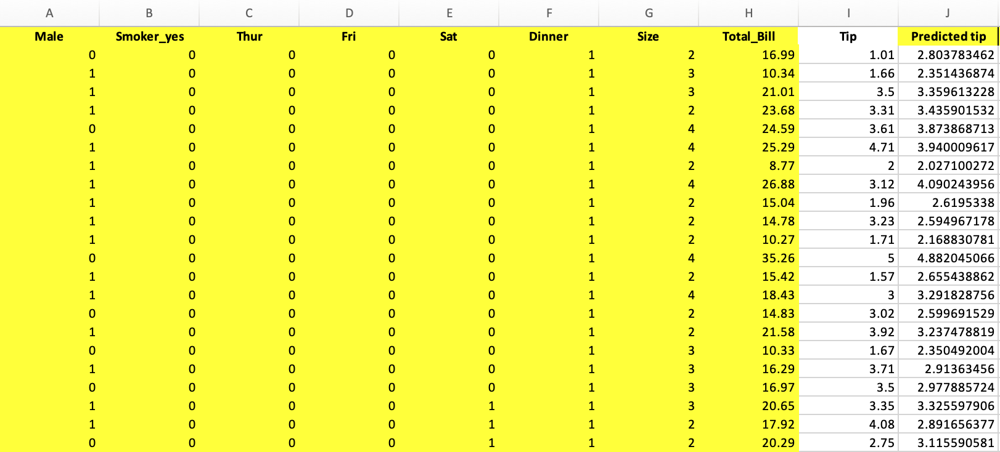 A B C D E F G H I J
Male Smoker_yes Thur Fri Sat Dinner Size Total_Bill Tip Predicted tip
0 0 0 0 0 1 2 16.99 1.01 2.803783462
1 0 0 0 0 1 3 10.34 1.66 2.351436874
1 0 0 0 0 1 3 21.01 3.5 3.359613228
1 0 0 0 0 1 2 23.68 3.31 3.435901532
0 0 0 0 0 1 4 24.59 3.61 3.873868713
1 0 0 0 0 1 4 25.29 4.71 3.940009617
1 0 0 0 0 1 2 8.77 2 2.027100272
1 0 0 0 0 1 4 26.88 3.12 4.090243956
1 0 0 0 0 1 2 15.04 1.96 2.6195338
1 0 0 0 0 1 2 14.78 3.23 2.594967178
1 0 0 0 0 1 2 10.27 1.71 2.168830781
0 0 0 0 0 1 4 35.26 5 4.882045066
1 0 0 0 0 1 2 15.42 1.57 2.655438862
1 0 0 0 0 1 4 18.43 3 3.291828756
0 0 0 0 0 1 2 14.83 3.02 2.599691529
1 0 0 0 0 1 2 21.58 3.92 3.237478819
0 0 0 0 0 1 3 10.33 1.67 2.350492004
1 0 0 0 0 1 3 16.29 3.71 2.91363456
0 0 0 0 0 1 3 16.97 3.5 2.977885724
1 0 0 0 1 1 3 20.65 3.35 3.325597906
1 0 0 0 1 1 2 17.92 4.08 2.891656377
0 0 0 0 1 1 2 20.29 2.75 3.115590581